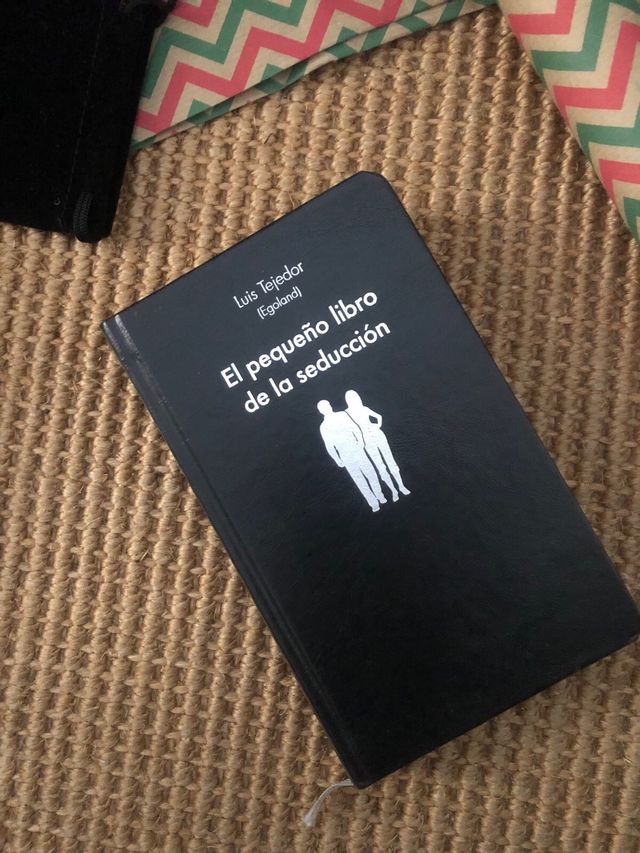 Luis Tejedor
(Egoland)
El pequeño libro
de la seducción